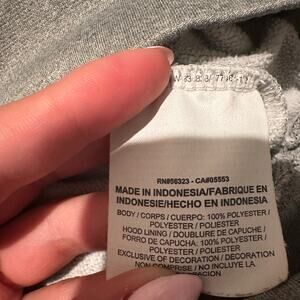 RN#56323 - CA#05553
MADE IN INDONESIA/FABRIQUE EN
INDONESIE/HECHO EN INDONESIA
BODY / CORPS / CUERPO: 100% POLYESTER /
POLYESTER / POLIESTER
HOOD LINING / DOUBLURE DE CAPUCHE /
FORRO DE CAPUCHA: 100% POLYESTER /
POLYESTER / POLIESTER
EXCLUSIVE OF DECORATION / DECORATION
NON COMPRISE / NO INCLUYE LA